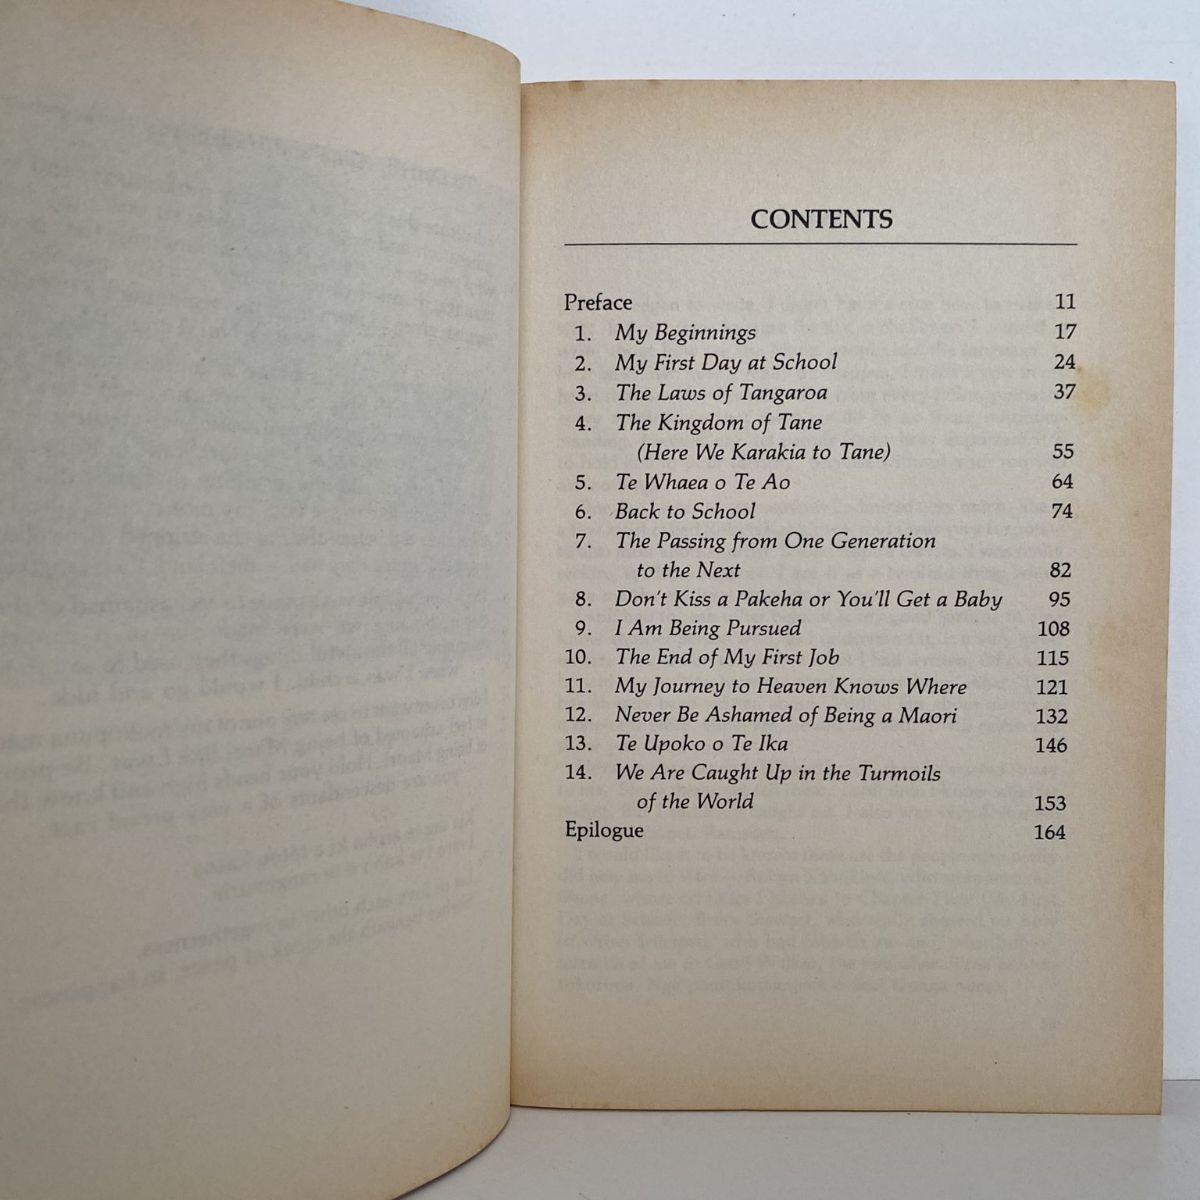 CONTENTS
Preface 11
1. My Beginnings 17
2. My First Day at School 24
3. The Laws of Tangaroa 37
4. The Kingdom of Tane
(Here We Karakia to Tane) 55
5. Te Whaea o Te Ao 64
6. Back to School 74
7. The Passing from One Generation
to the Next 82
8. Don't Kiss a Pakeha or You'll Get a Baby 95
9. I Am Being Pursued 108
10. The End of My First Job 115
11. My Journey to Heaven Knows Where 121
12. Never Be Ashamed of Being a Maori 132
13. Te Upoko o Te Ika 146
14. We Are Caught Up in the Turmoils
of the World 153
Epilogue 164